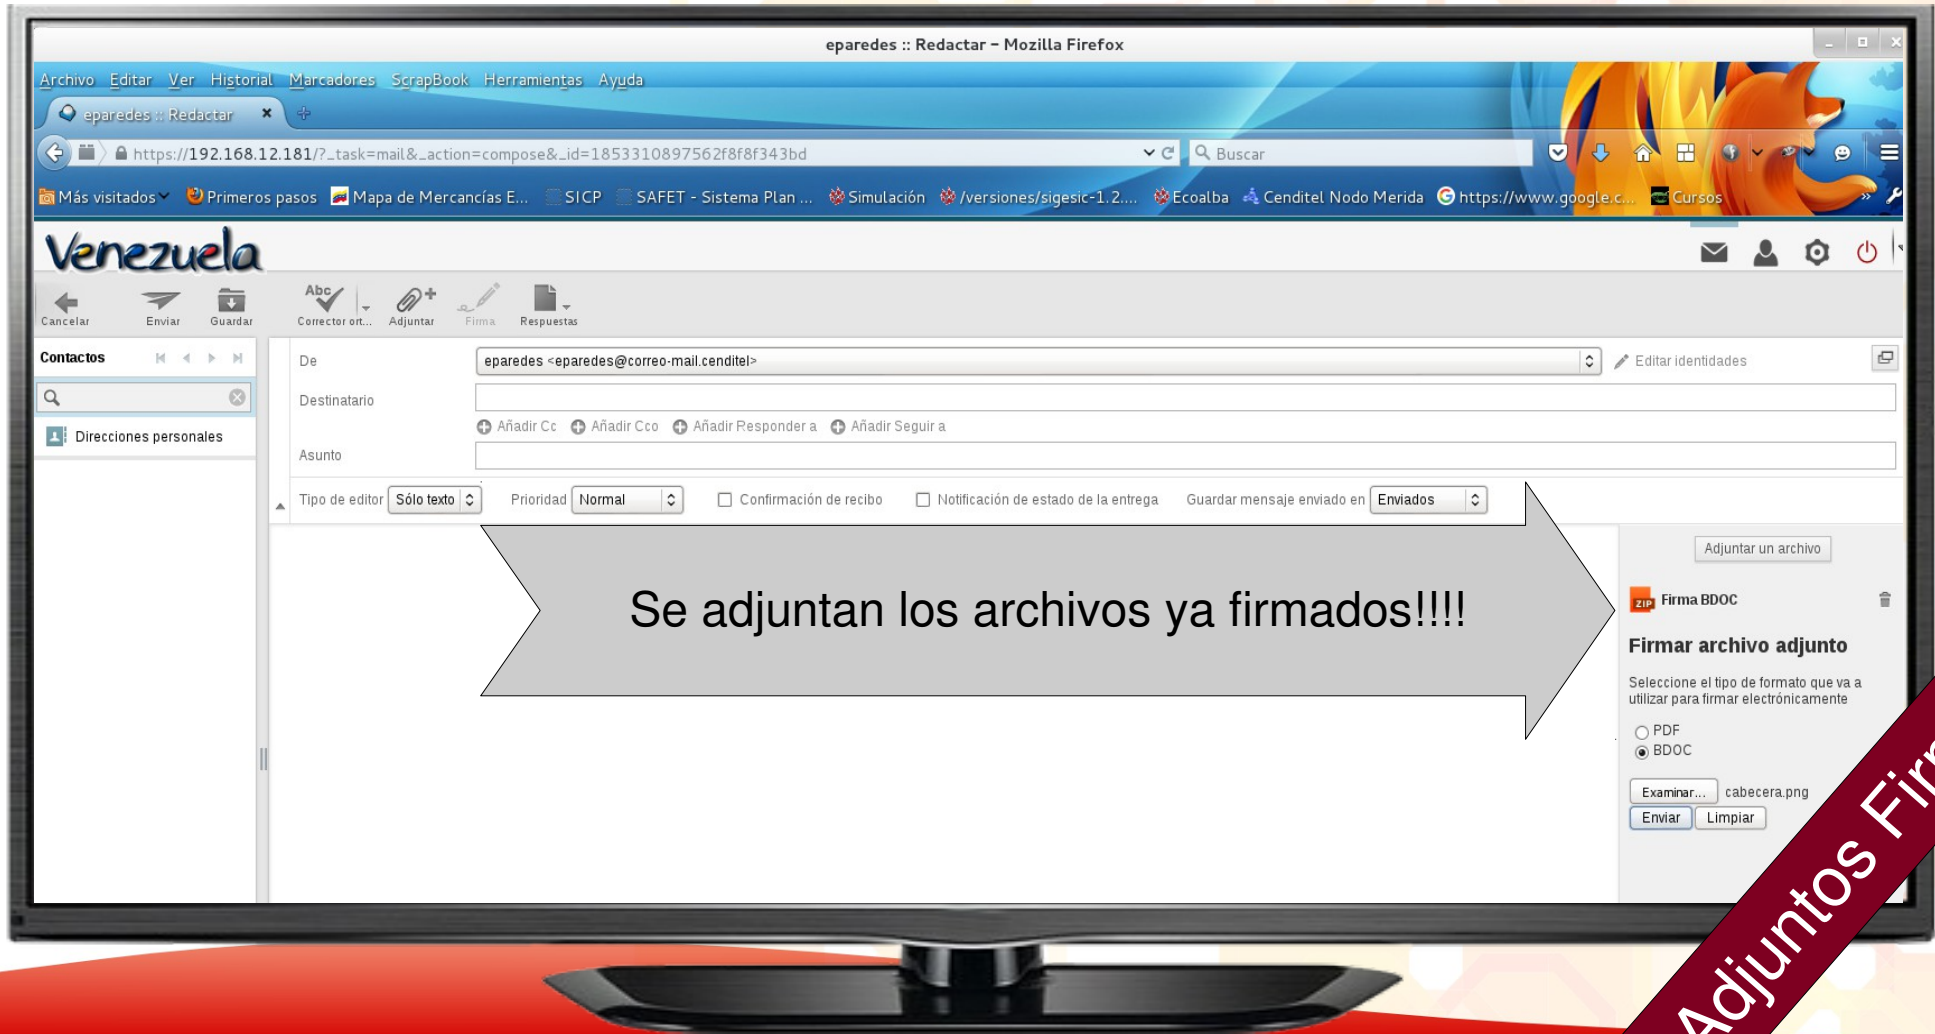 eparedes :: Redactar - Mozilla Firefox
Archivo Editar Ver Historial Marcadores ScrapBook Herramientas Ayuda
eparedes :: Redactar
https://192.168.12.181/?_task=mail&_action=compose&_id=1853310897562f8f8f343bd
Buscar
Más visitados Primeros pasos Mapa de Mercancías E... SICP SAFET - Sistema Plan ... Simulación /versiones/sigesic-1.2.... Ecoalba Cenditel Nodo Merida https://www.google.c... Cursos
Venezuela
Abc
Cancelar Enviar Guardar Corrector ort... Adjuntar Firma Respuestas
Contactos
De eparedes <eparedes@correo-mail.cenditel> Editar identidades
Destinatario
Direcciones personales
Añadir Cc Añadir Cco Añadir Responder a Añadir Seguir a
Asunto
Tipo de editor Sólo texto Prioridad Normal Confirmación de recibo Notificación de estado de la entrega Guardar mensaje enviado en Enviados
Se adjuntan los archivos ya firmados!!!!
Adjuntar un archivo
ZIP Firma BDOC
Firmar archivo adjunto
Seleccione el tipo de formato que va a
utilizar para firmar electrónicamente
PDF
BDOC
Examinar... cabecera.png
Enviar Limpiar
Adjuntos